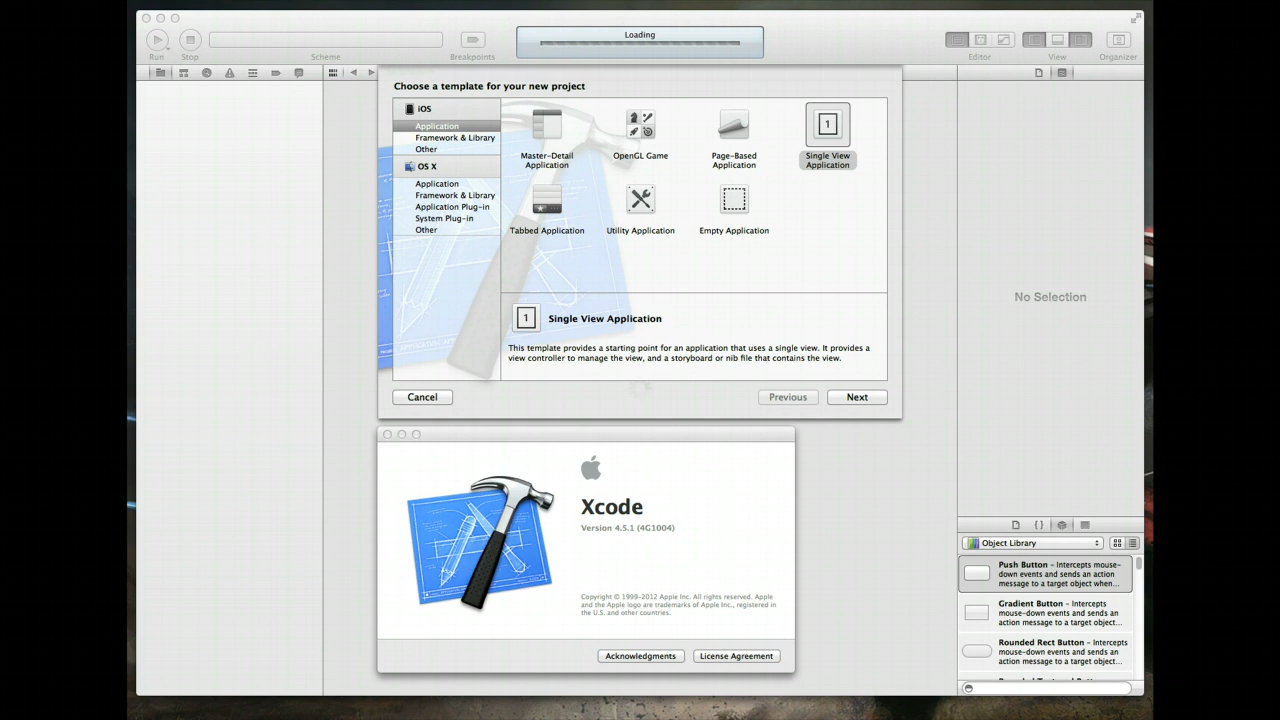 Loading
Run
Stop
Scheme
Breakpoints
Editor
View
Organizer
Choose a template for your new project
iOS
Application
Framework & Library
Other
OS X
Application
Framework & Library
Application Plug-in
System Plug-in
Other
Master-Detail
Application
OpenGL Game
Page-Based
Application
1
Single View
Application
Tabbed Application
Utility Application
Empty Application
1
Single View Application
This template provides a starting point for an application that uses a single view. It provides a
view controller to manage the view, and a storyboard or nib file that contains the view.
Cancel
Previous
Next
No Selection
Xcode
Version 4.5.1 (4G1004)
Copyright © 1999-2012 Apple Inc. All rights reserved. Apple
and the Apple logo are trademarks of Apple Inc., registered in
the U.S. and other countries.
Acknowledgments
License Agreement
{ }
Object Library
Push Button - Intercepts mouse-
down events and sends an action
message to a target object when...
Gradient Button - Intercepts
mouse-down events and sends an
action message to a target object...
Rounded Rect Button - Intercepts
mouse-down events and sends an
action message to a target object...